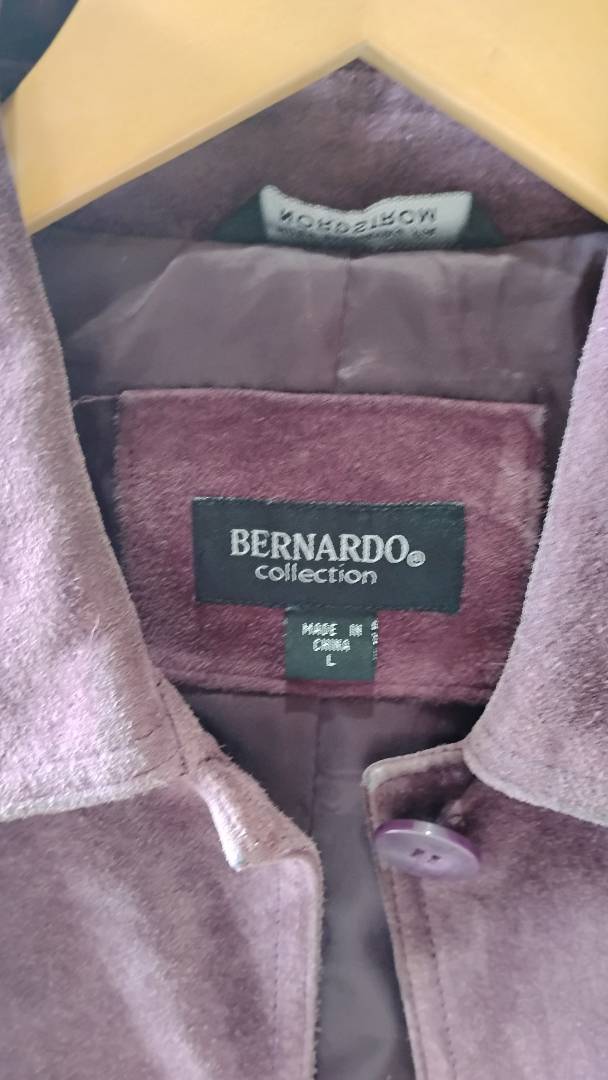 NORDSTROM
BERNARDO®
collection
MADE IN
CHINA
L